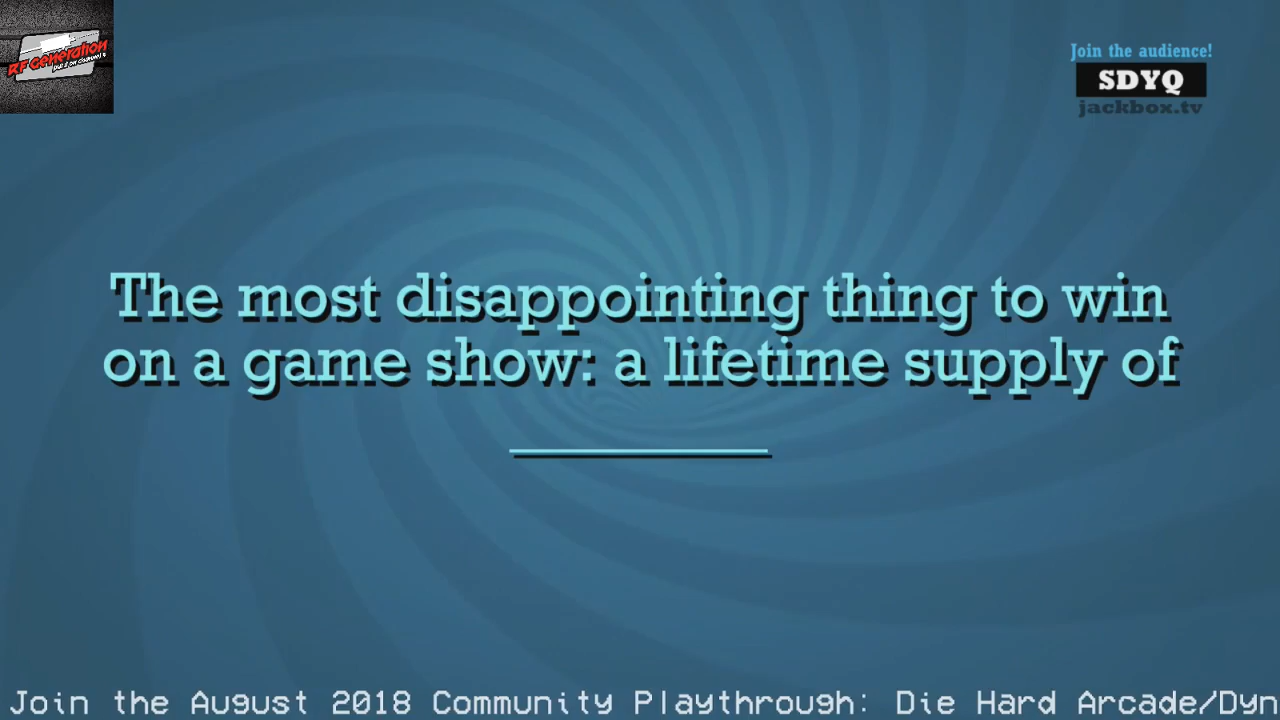 RF Generation
Join the audience!
SDYQ
jackbox.tv
The most disappointing thing to win
on a game show: a lifetime supply of
Join the August 2018 Community Playthrough: Die Hard Arcade/Dyn